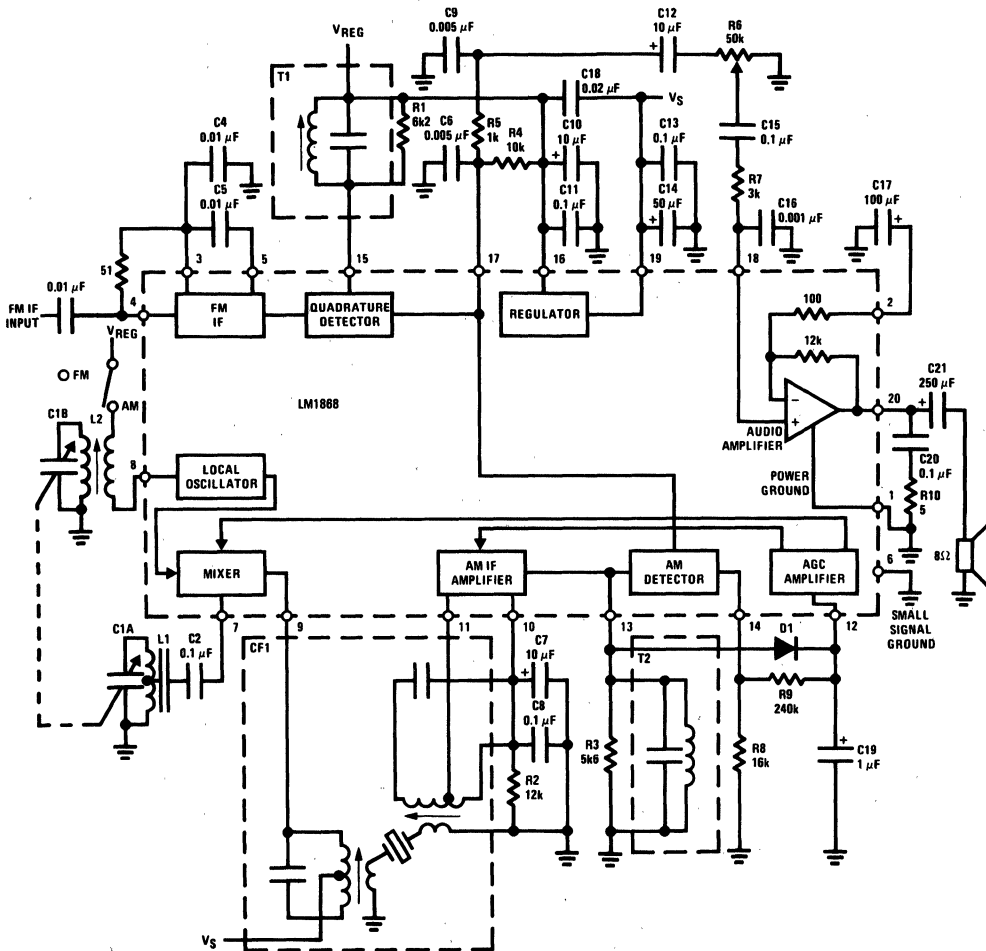 C9
0.005 μF
C12
10 μF
R6
50k
VREG
T1
C18
0.02 μF
VS
R1
6k2
C4
0.01 μF
C6
0.005 μF
R5
1k
R4
10k
C10
10 μF
C13
0.1 μF
C15
0.1 μF
C5
0.01 μF
C11
0.1 μF
C14
50 μF
R7
3k
C16
0.001 μF
C17
100 μF
51
3
5
15
17
16
19
18
0.01 μF
FM IF
INPUT
4
FM
IF
QUADRATURE
DETECTOR
REGULATOR
100
2
VREG
12k
FM
LM1868
C21
250 μF
AM
C1B
L2
–
+
20
AUDIO
AMPLIFIER
8
LOCAL
OSCILLATOR
C20
0.1 μF
POWER
GROUND
1
R10
5
MIXER
AM IF
AMPLIFIER
AM
DETECTOR
AGC
AMPLIFIER
6
8Ω
SMALL
SIGNAL
GROUND
7
9
11
10
13
14
12
C1A
L1
C2
0.1 μF
CF1
C7
10 μF
D1
T2
C8
0.1 μF
R9
240k
R3
5k6
R2
12k
R8
16k
C19
1 μF
VS
+
+
+
+
+
+
+